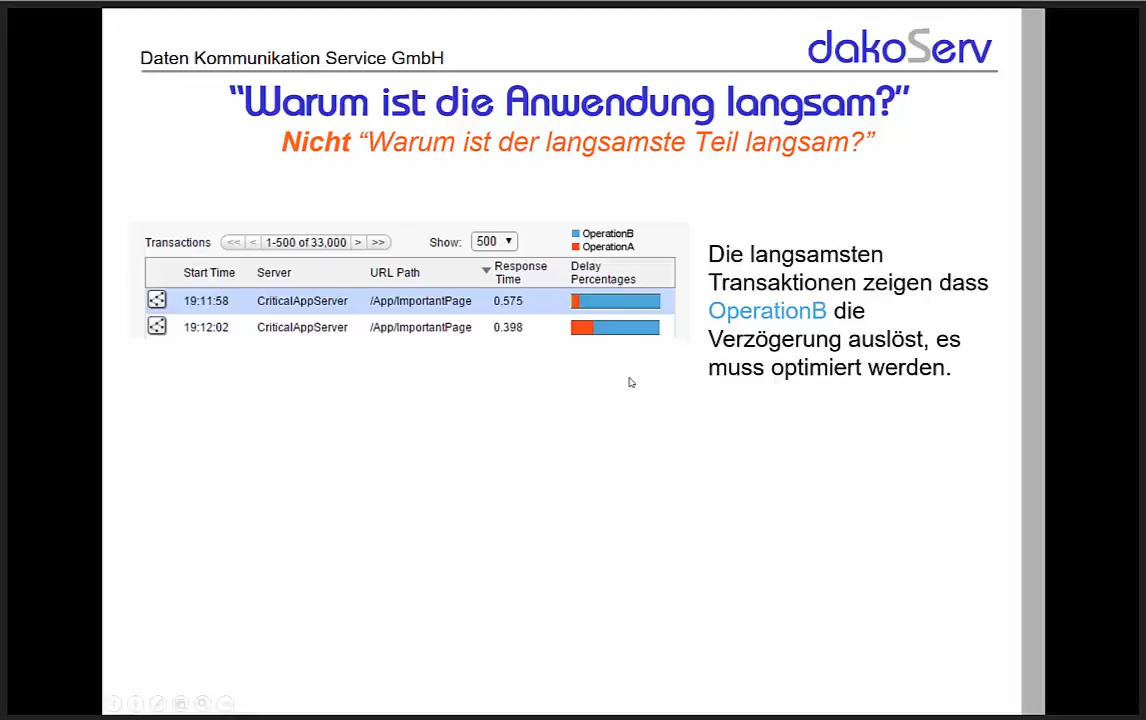 Daten Kommunikation Service GmbH
dakoServ
“Warum ist die Anwendung langsam?”
Nicht “Warum ist der langsamste Teil langsam?”
Transactions << < 1-500 of 33,000 > >> Show: 500
OperationB
OperationA
Start Time Server URL Path Response Time Delay Percentages
19:11:58 CriticalAppServer /App/ImportantPage 0.575
19:12:02 CriticalAppServer /App/ImportantPage 0.398
Die langsamsten
Transaktionen zeigen dass
OperationB die
Verzögerung auslöst, es
muss optimiert werden.